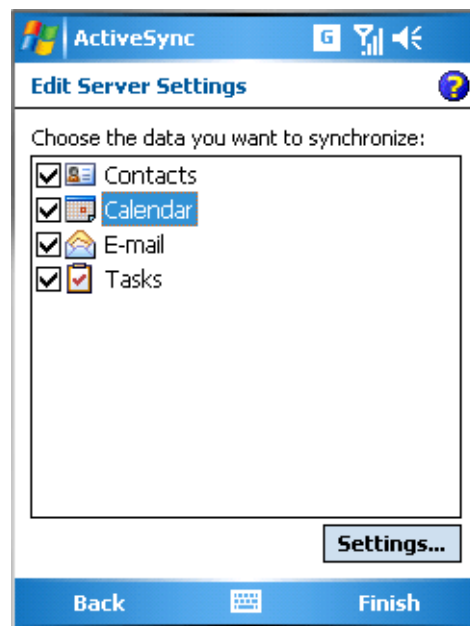 ActiveSync G
Edit Server Settings ?
Choose the data you want to synchronize:
Contacts
Calendar
E-mail
Tasks
Settings...
Back Finish